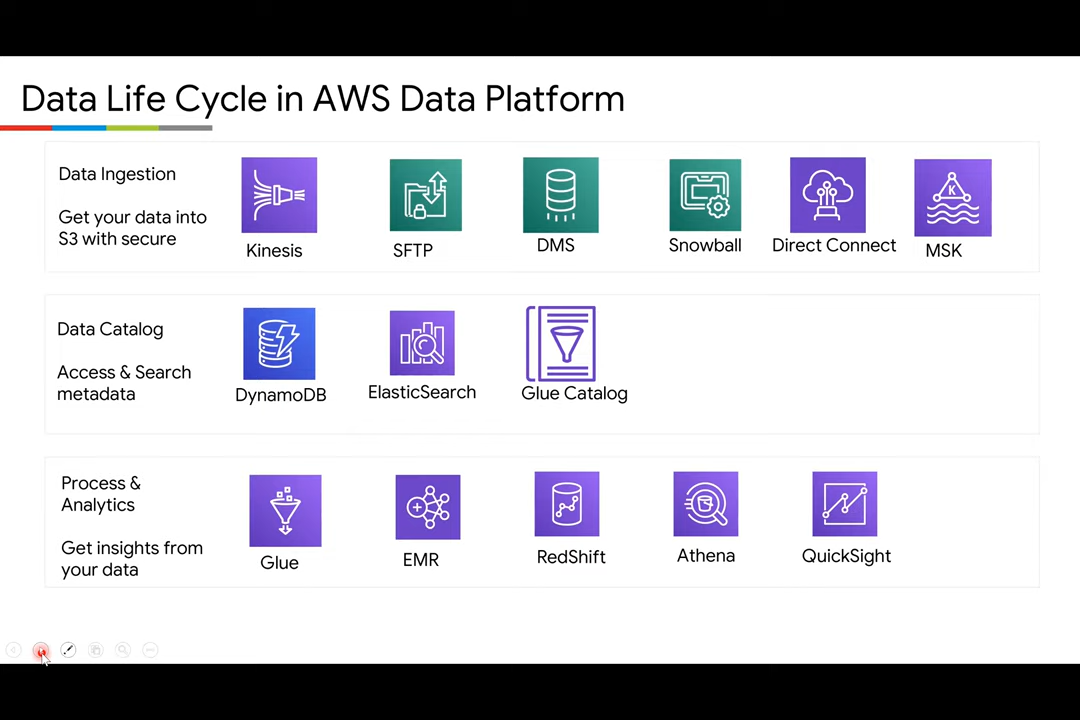 Data Life Cycle in AWS Data Platform
Data Ingestion
Get your data into
S3 with secure
Kinesis
SFTP
DMS
Snowball
Direct Connect
K
MSK
Data Catalog
Access & Search
metadata
DynamoDB
ElasticSearch
Glue Catalog
Process &
Analytics
Get insights from
your data
Glue
EMR
RedShift
Athena
QuickSight